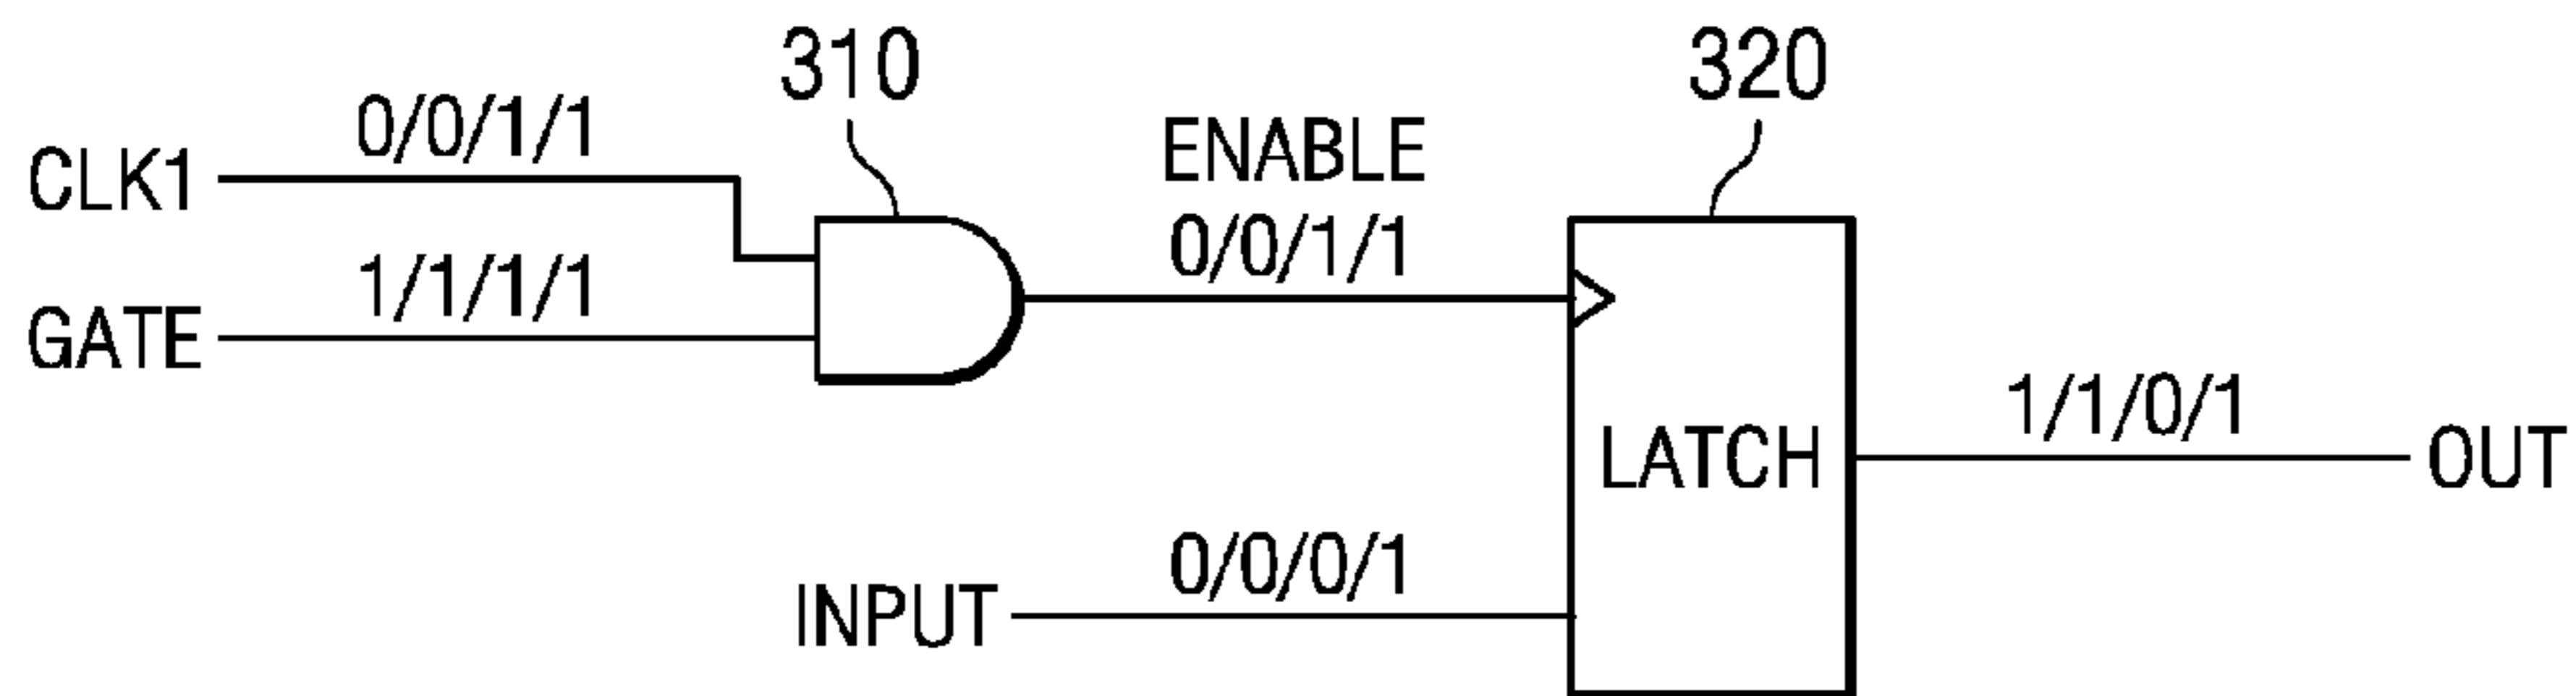 310
320
CLK1 0/0/1/1
ENABLE
GATE 1/1/1/1
0/0/1/1
LATCH
1/1/0/1
OUT
INPUT 0/0/0/1